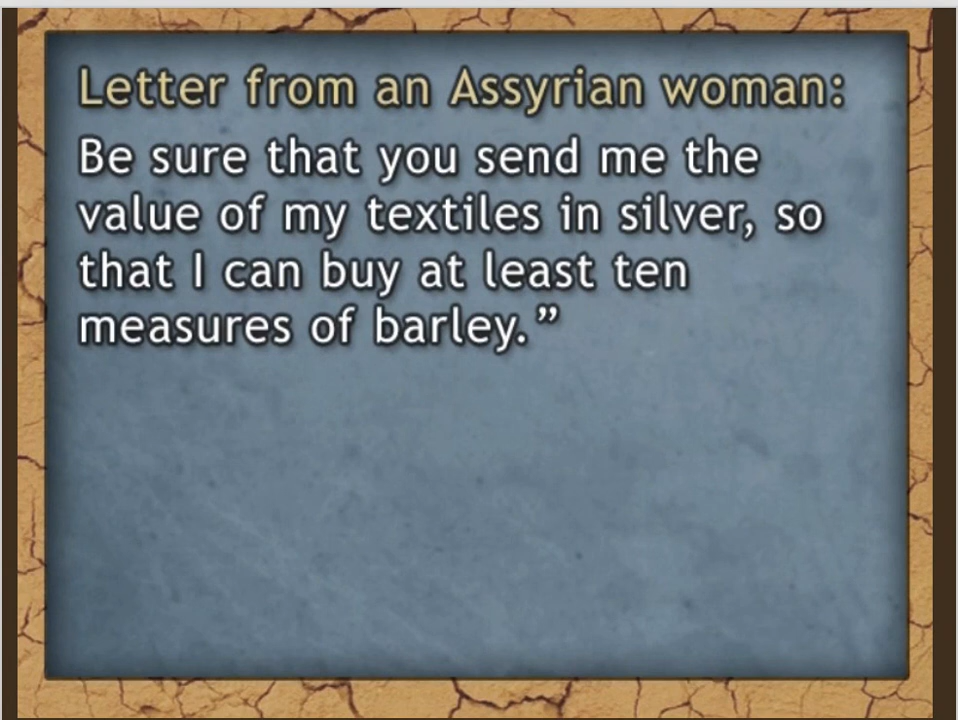 Letter from an Assyrian woman:
Be sure that you send me the
value of my textiles in silver, so
that I can buy at least ten
measures of barley.”